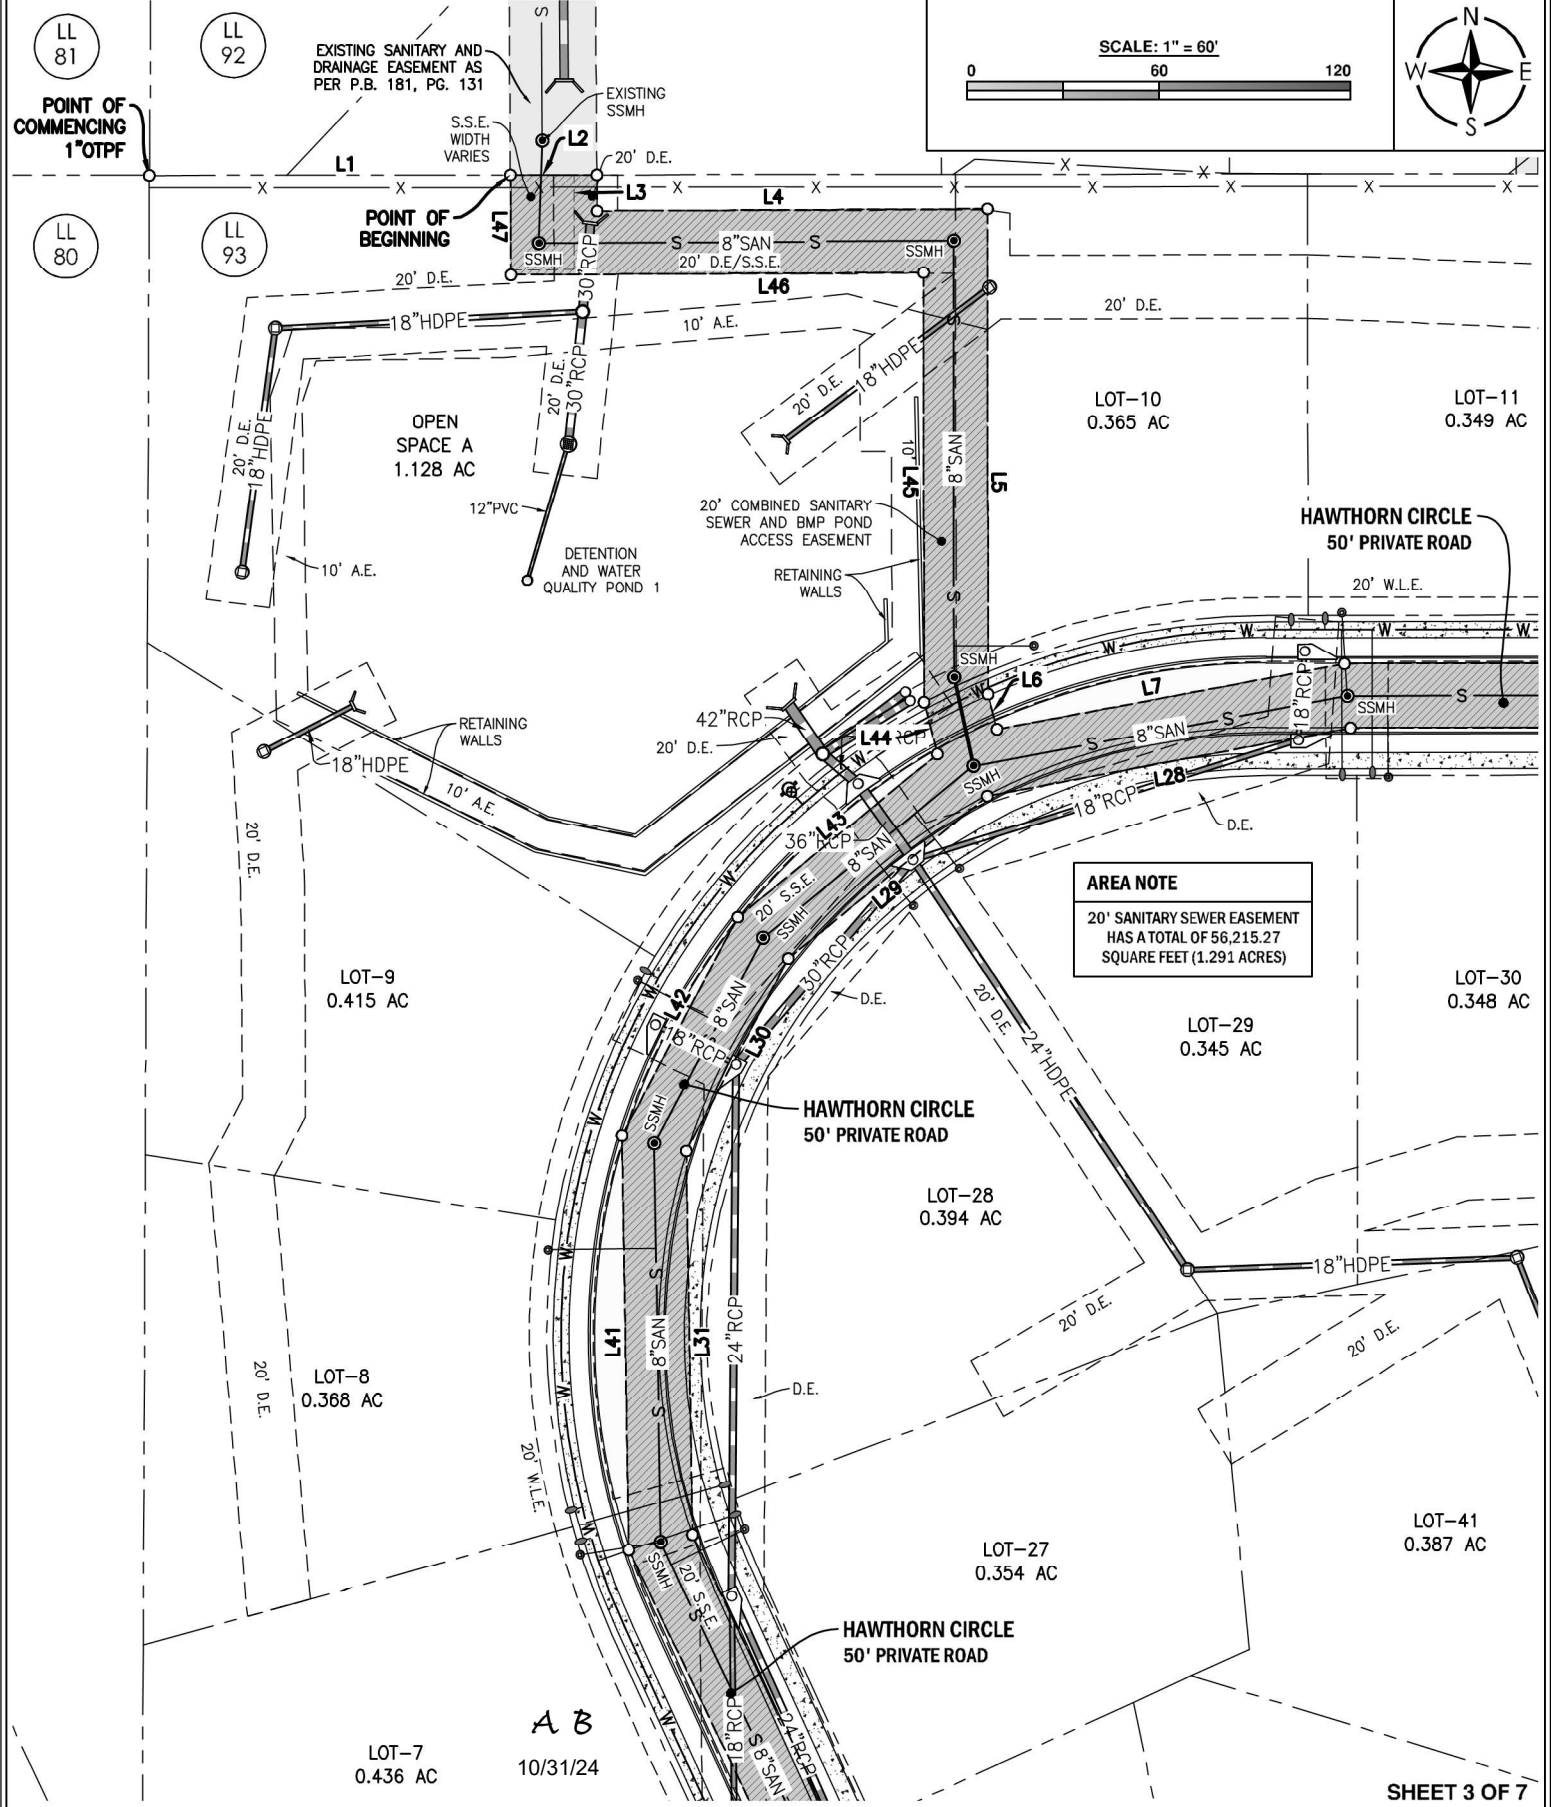 LL
81
LL
92
EXISTING SANITARY AND
DRAINAGE EASEMENT AS
PER P.B. 181, PG. 131
S
SCALE: 1" = 60'
0 60 120
N
W E
S
POINT OF
COMMENCING
1"OTPF
S.S.E.
WIDTH
VARIES
EXISTING
SSMH
L2
20' D.E.
L1
X X X X X X X X X
X X X
L3
L4
L47
POINT OF
BEGINNING
LL
80
LL
93
SSMH
S 8"SAN S
20' D.E/S.S.E.
SSMH
30"RCP
20' D.E.
L46
18"HDPE
10' A.E.
20' D.E.
S
18"HDPE
20' D.E.
20' D.E.
30"RCP
OPEN
SPACE A
1.128 AC
20' D.E.
18"HDPE
LOT-10
0.365 AC
LOT-11
0.349 AC
10'
L45
8"SAN
L5
12"PVC
20' COMBINED SANITARY
SEWER AND BMP POND
ACCESS EASEMENT
HAWTHORN CIRCLE
50' PRIVATE ROAD
10' A.E.
DETENTION
AND WATER
QUALITY POND 1
RETAINING
WALLS
S
20' W.L.E.
W W W
W
SSMH
W
L6
L7
18"RCP
SSMH
S
RETAINING
WALLS
18"HDPE
10' A.E.
42"RCP
20' D.E.
L44
W
S
8"SAN
S
SSMH
L28
18"RCP
D.E.
20' D.E.
L43
36"RCP
8"SAN
W
20' S.S.E.
SSMH
L29
30"RCP
D.E.
AREA NOTE
20' SANITARY SEWER EASEMENT
HAS A TOTAL OF 56,215.27
SQUARE FEET (1.291 ACRES)
LOT-9
0.415 AC
W
L42
8"SAN
18"RCP
L30
20' D.E.
24"HDPE
LOT-29
0.345 AC
LOT-30
0.348 AC
HAWTHORN CIRCLE
50' PRIVATE ROAD
W
SSMH
LOT-28
0.394 AC
W
S
18"HDPE
L41
8"SAN
L31
24"RCP
20' D.E.
20' D.E.
LOT-8
0.368 AC
20' D.E.
W
S
D.E.
20' W.L.E.
W
SSMH
20' S.S.E.
S
LOT-27
0.354 AC
LOT-41
0.387 AC
HAWTHORN CIRCLE
50' PRIVATE ROAD
W
18"RCP
24"RCP
S 8"SAN
A B
10/31/24
LOT-7
0.436 AC
SHEET 3 OF 7